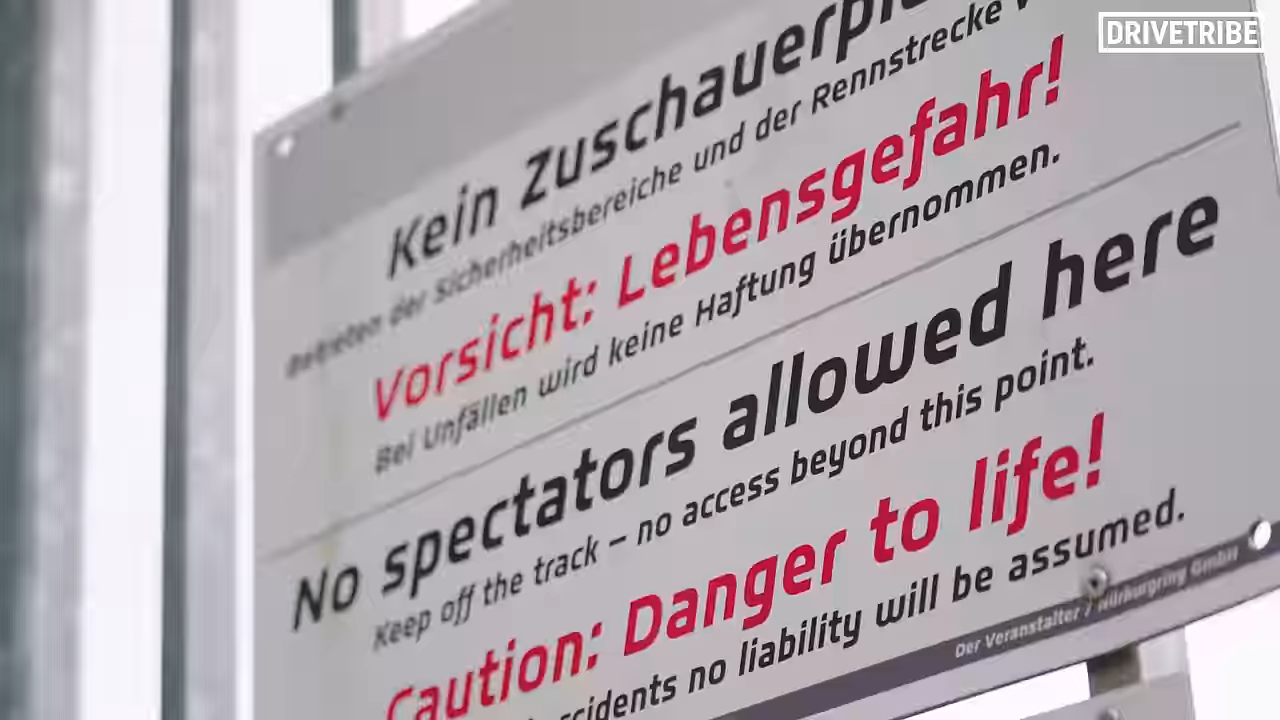 DRIVETRIBE
Kein Zuschauerpl
Betreten der Sicherheitsbereiche und der Rennstrecke
Vorsicht: Lebensgefahr!
Bei Unfällen wird keine Haftung übernommen.
No spectators allowed here
Keep off the track – no access beyond this point.
Caution: Danger to life!
ccidents no liability will be assumed.
Der Veranstalter / Nürburgring GmbH